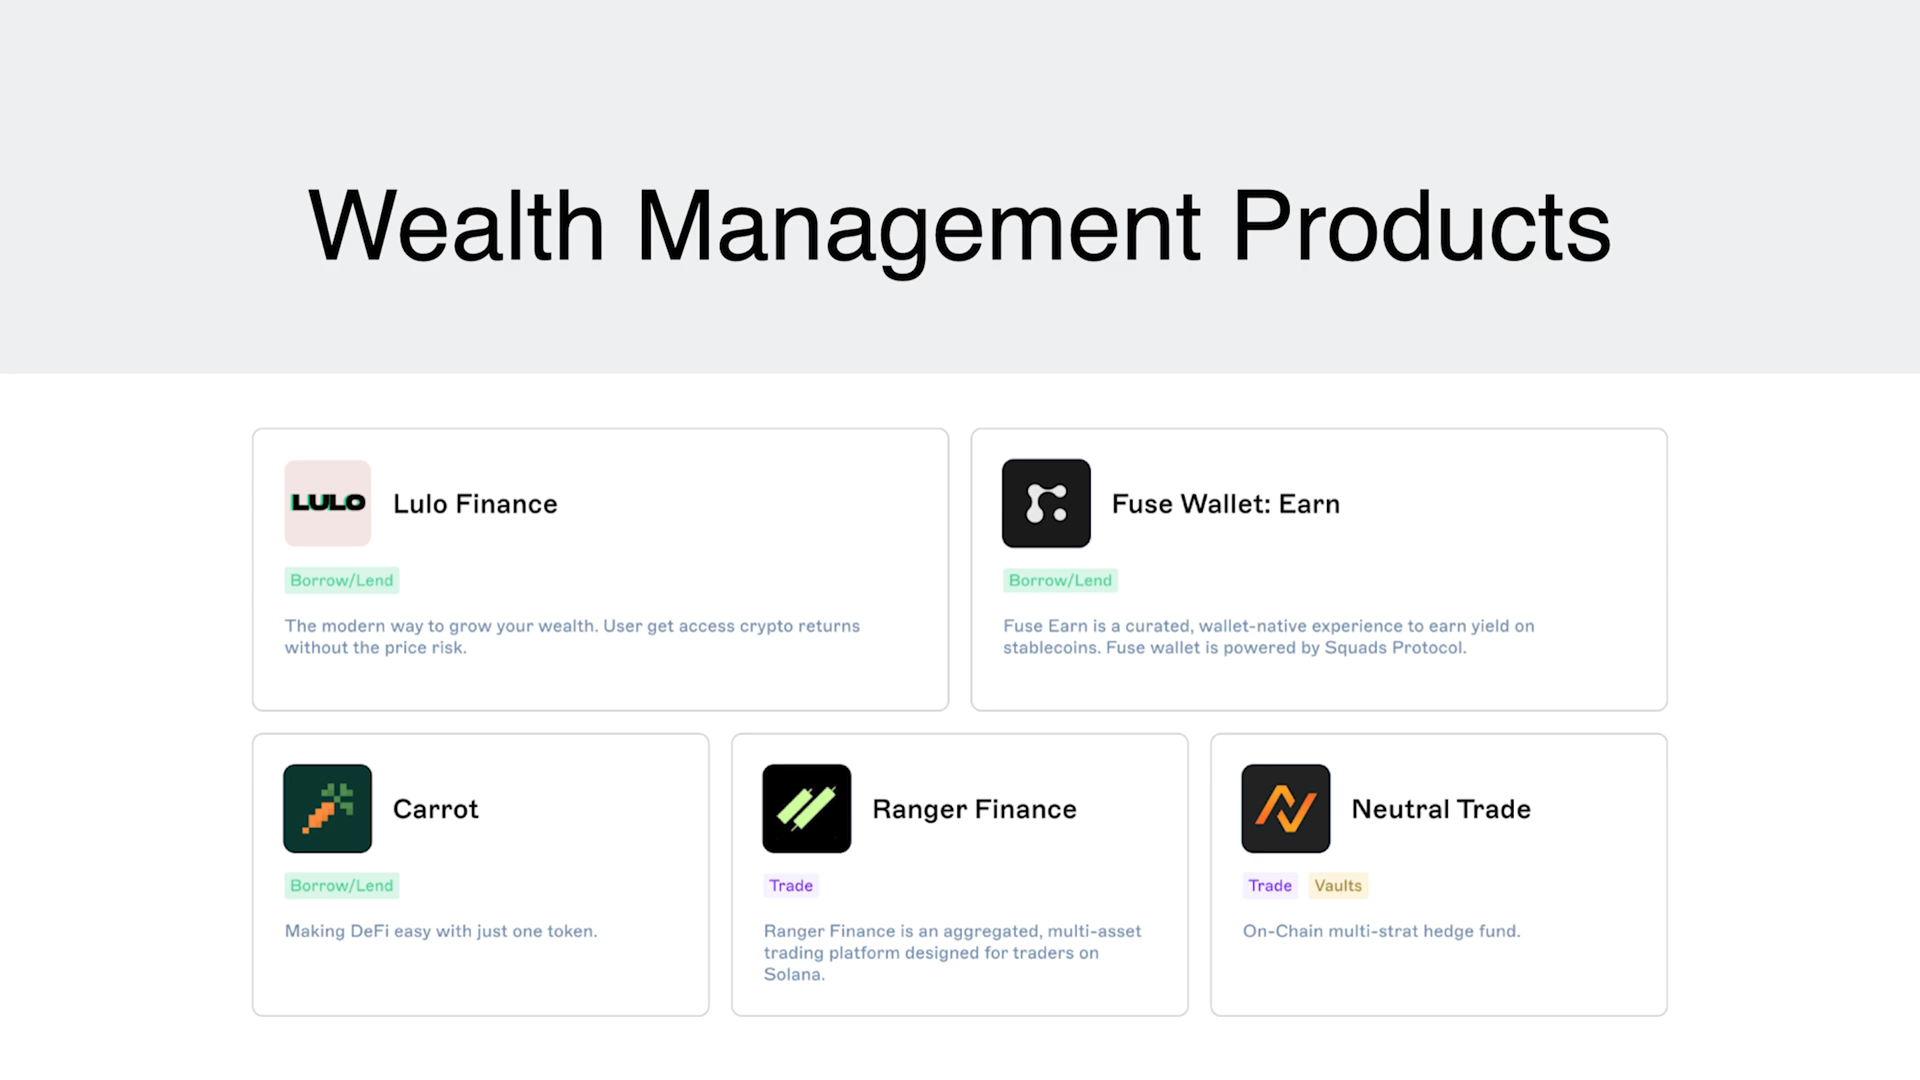 Wealth Management Products
LULO
Lulo Finance
Borrow/Lend
The modern way to grow your wealth. User get access crypto returns
without the price risk.
Fuse Wallet: Earn
Borrow/Lend
Fuse Earn is a curated, wallet-native experience to earn yield on
stablecoins. Fuse wallet is powered by Squads Protocol.
Carrot
Borrow/Lend
Making DeFi easy with just one token.
Ranger Finance
Trade
Ranger Finance is an aggregated, multi-asset
trading platform designed for traders on
Solana.
Neutral Trade
Trade Vaults
On-Chain multi-strat hedge fund.